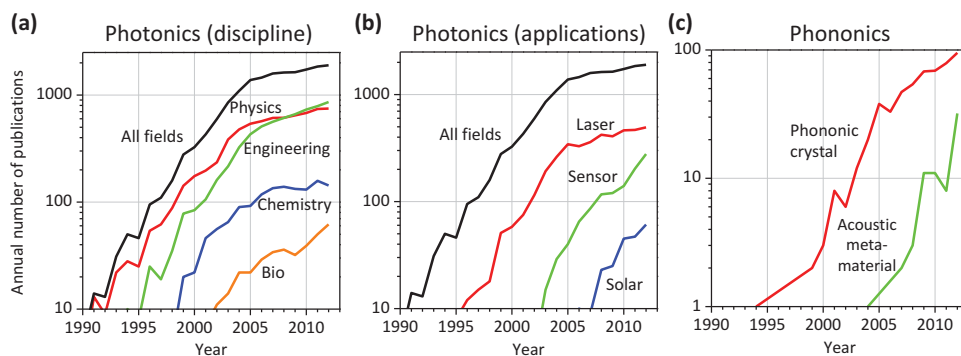 (a)
Photonics (discipline)
Annual number of publications
1000
100
10
All fields
Physics
Engineering
Chemistry
Bio
1990 1995 2000 2005 2010
Year
(b)
Photonics (applications)
1000
100
10
All fields
Laser
Sensor
Solar
1990 1995 2000 2005 2010
Year
(c)
Phononics
100
10
1
Phononic
crystal
Acoustic
meta-
material
1990 1995 2000 2005 2010
Year